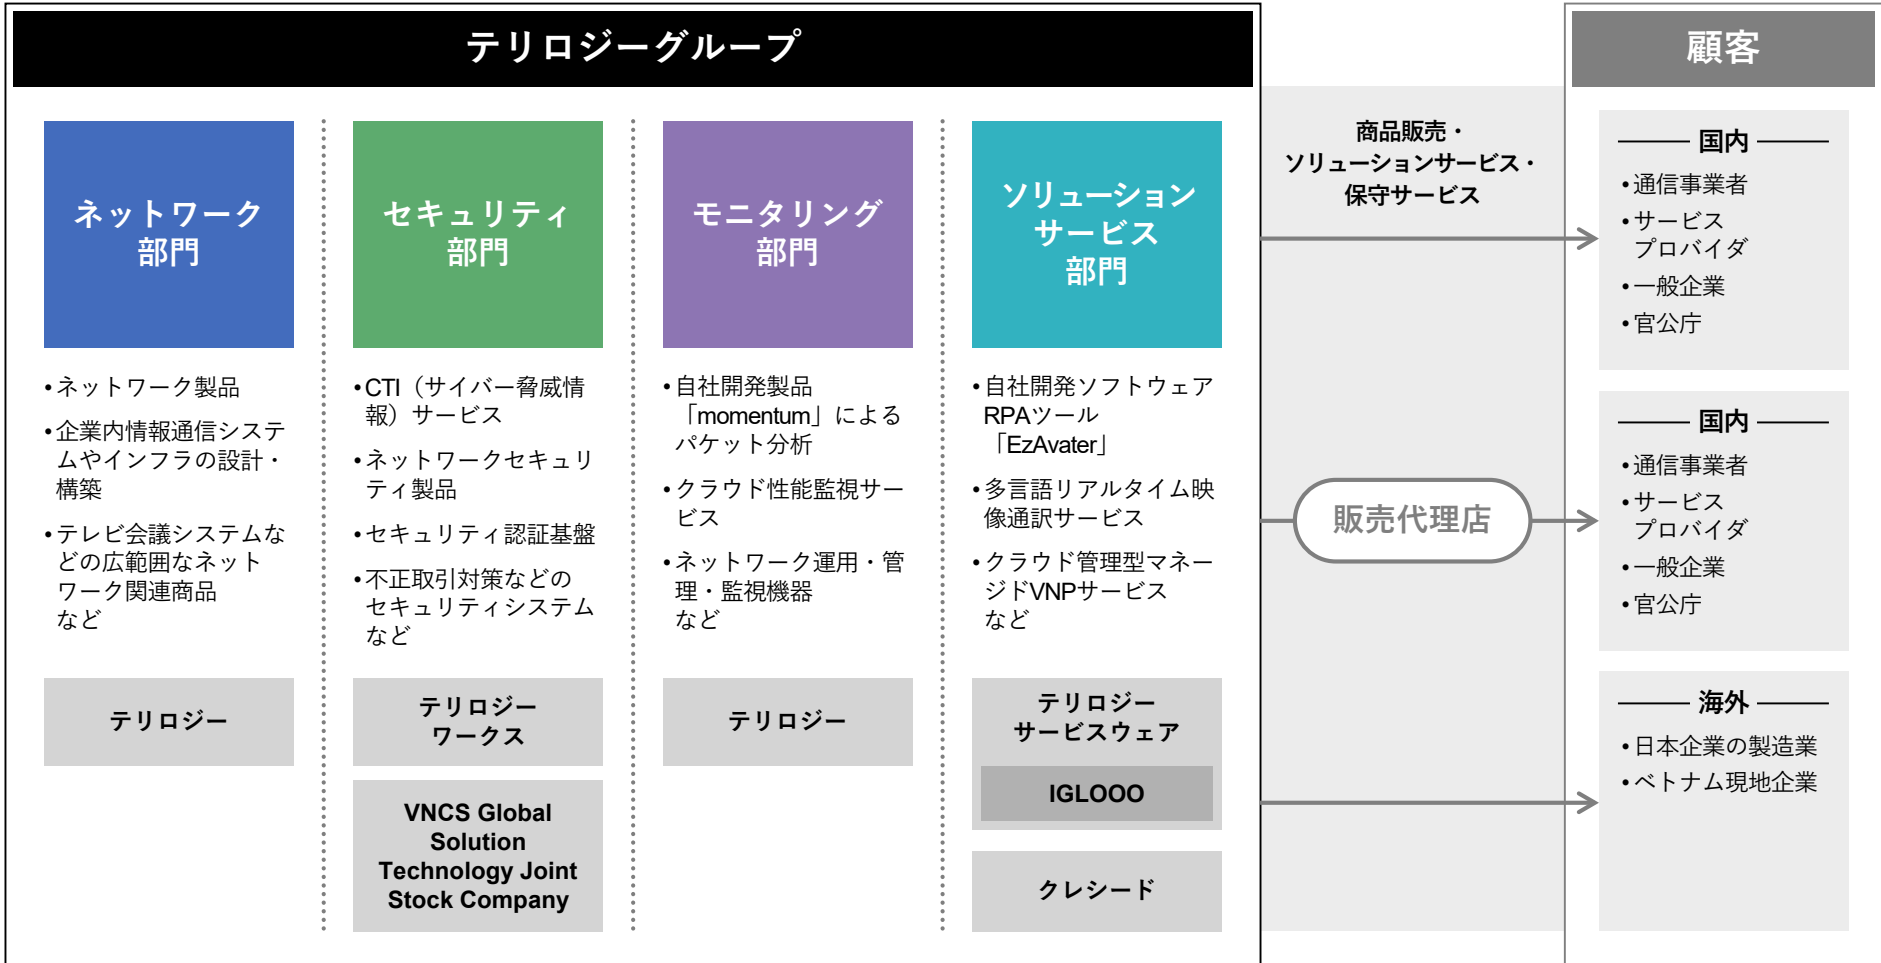 テリロジーグループ
ネットワーク
部門
•ネットワーク製品
•企業内情報通信システ
ムやインフラの設計・
構築
•テレビ会議システムな
どの広範囲なネット
ワーク関連商品
など
テリロジー
セキュリティ
部門
•CTI（サイバー脅威情
報）サービス
•ネットワークセキュリ
ティ製品
•セキュリティ認証基盤
•不正取引対策などの
セキュリティシステム
など
テリロジー
ワークス
VNCS Global
Solution
Technology Joint
Stock Company
モニタリング
部門
•自社開発製品
「momentum」による
パケット分析
•クラウド性能監視サー
ビス
•ネットワーク運用・管
理・監視機器
など
テリロジー
ソリューション
サービス
部門
•自社開発ソフトウェア
RPAツール
「EzAvater」
•多言語リアルタイム映
像通訳サービス
•クラウド管理型マネー
ジドVNPサービス
など
テリロジー
サービスウェア
IGLOOO
クレシード
商品販売・
ソリューションサービス・
保守サービス
販売代理店
顧客
国内
•通信事業者
•サービス
プロバイダ
•一般企業
•官公庁
国内
•通信事業者
•サービス
プロバイダ
•一般企業
•官公庁
海外
•日本企業の製造業
•ベトナム現地企業